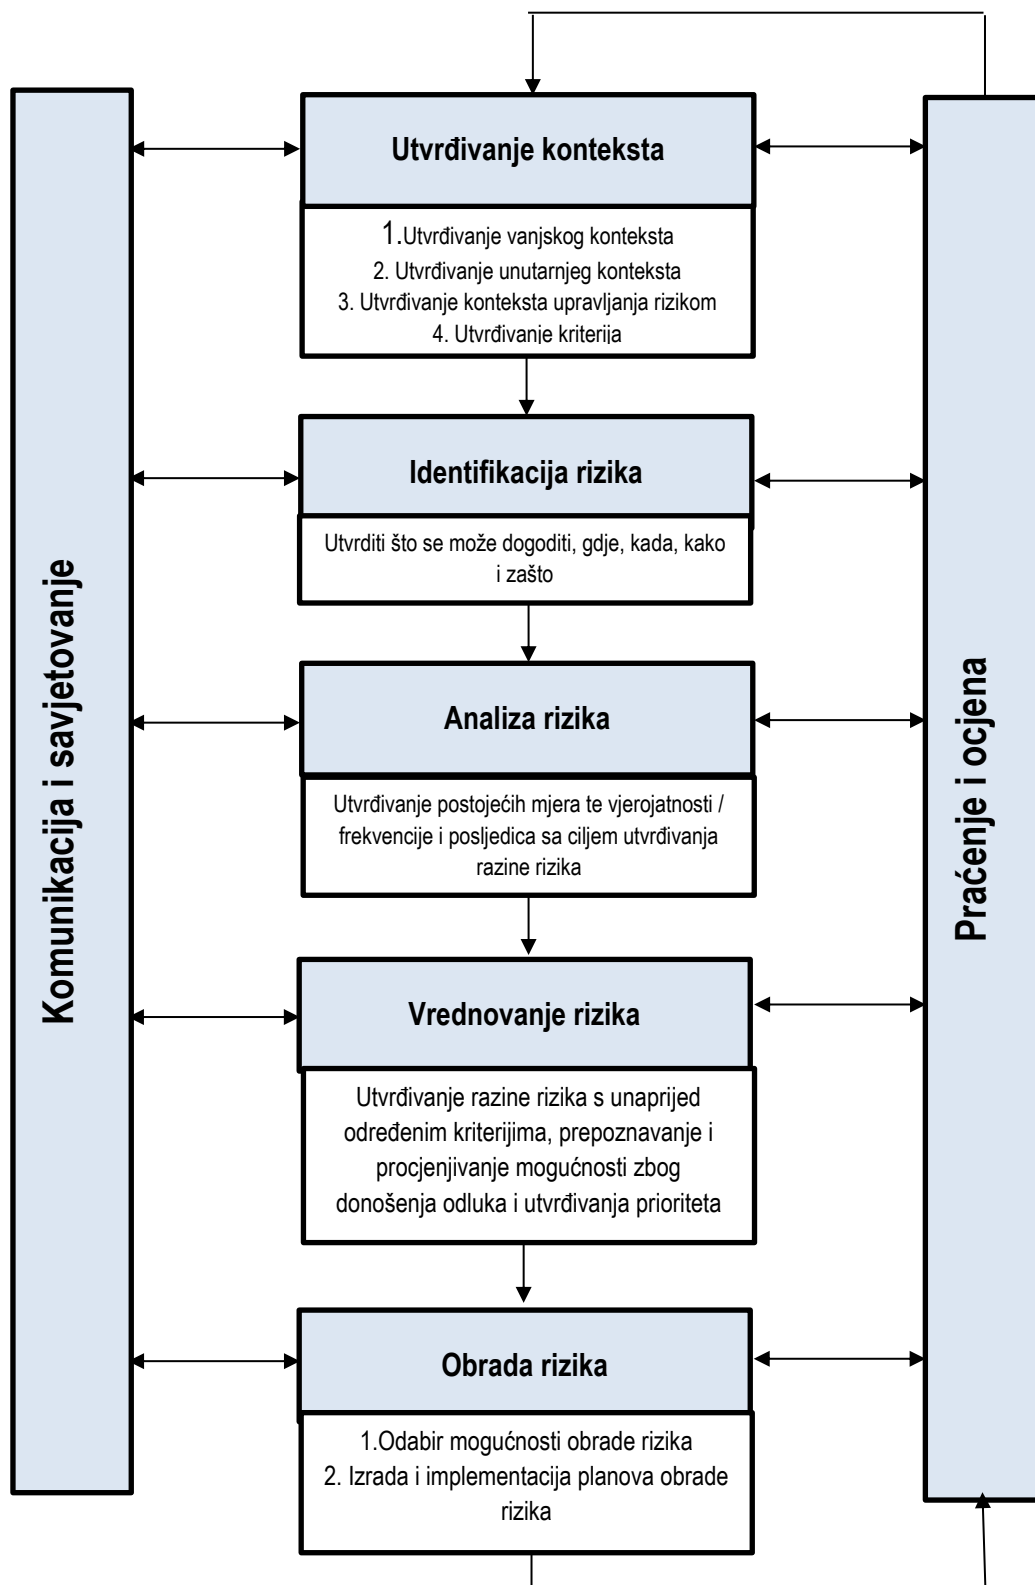 Utvrđivanje konteksta
1.Utvrđivanje vanjskog konteksta
2. Utvrđivanje unutarnjeg konteksta
3. Utvrđivanje konteksta upravljanja rizikom
4. Utvrđivanje kriterija
Identifikacija rizika
Utvrditi što se može dogoditi, gdje, kada, kako
i zašto
Analiza rizika
Utvrđivanje postojećih mjera te vjerojatnosti /
frekvencije i posljedica sa ciljem utvrđivanja
razine rizika
Vrednovanje rizika
Utvrđivanje razine rizika s unaprijed
određenim kriterijima, prepoznavanje i
procjenjivanje mogućnosti zbog
donošenja odluka i utvrđivanja prioriteta
Obrada rizika
1.Odabir mogućnosti obrade rizika
2. Izrada i implementacija planova obrade
rizika
Komunikacija i savjetovanje
Praćenje i ocjena